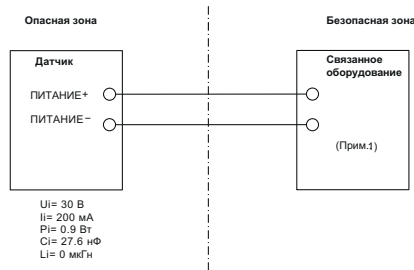 Опасная зона
Безопасная зона
Датчик
ПИТАНИЕ+
ПИТАНИЕ−
Связанное
оборудование
(Прим.1)
Ui= 30 В
Ii= 200 мА
Pi= 0.9 Вт
Ci= 27.6 нФ
Li= 0 мкГн